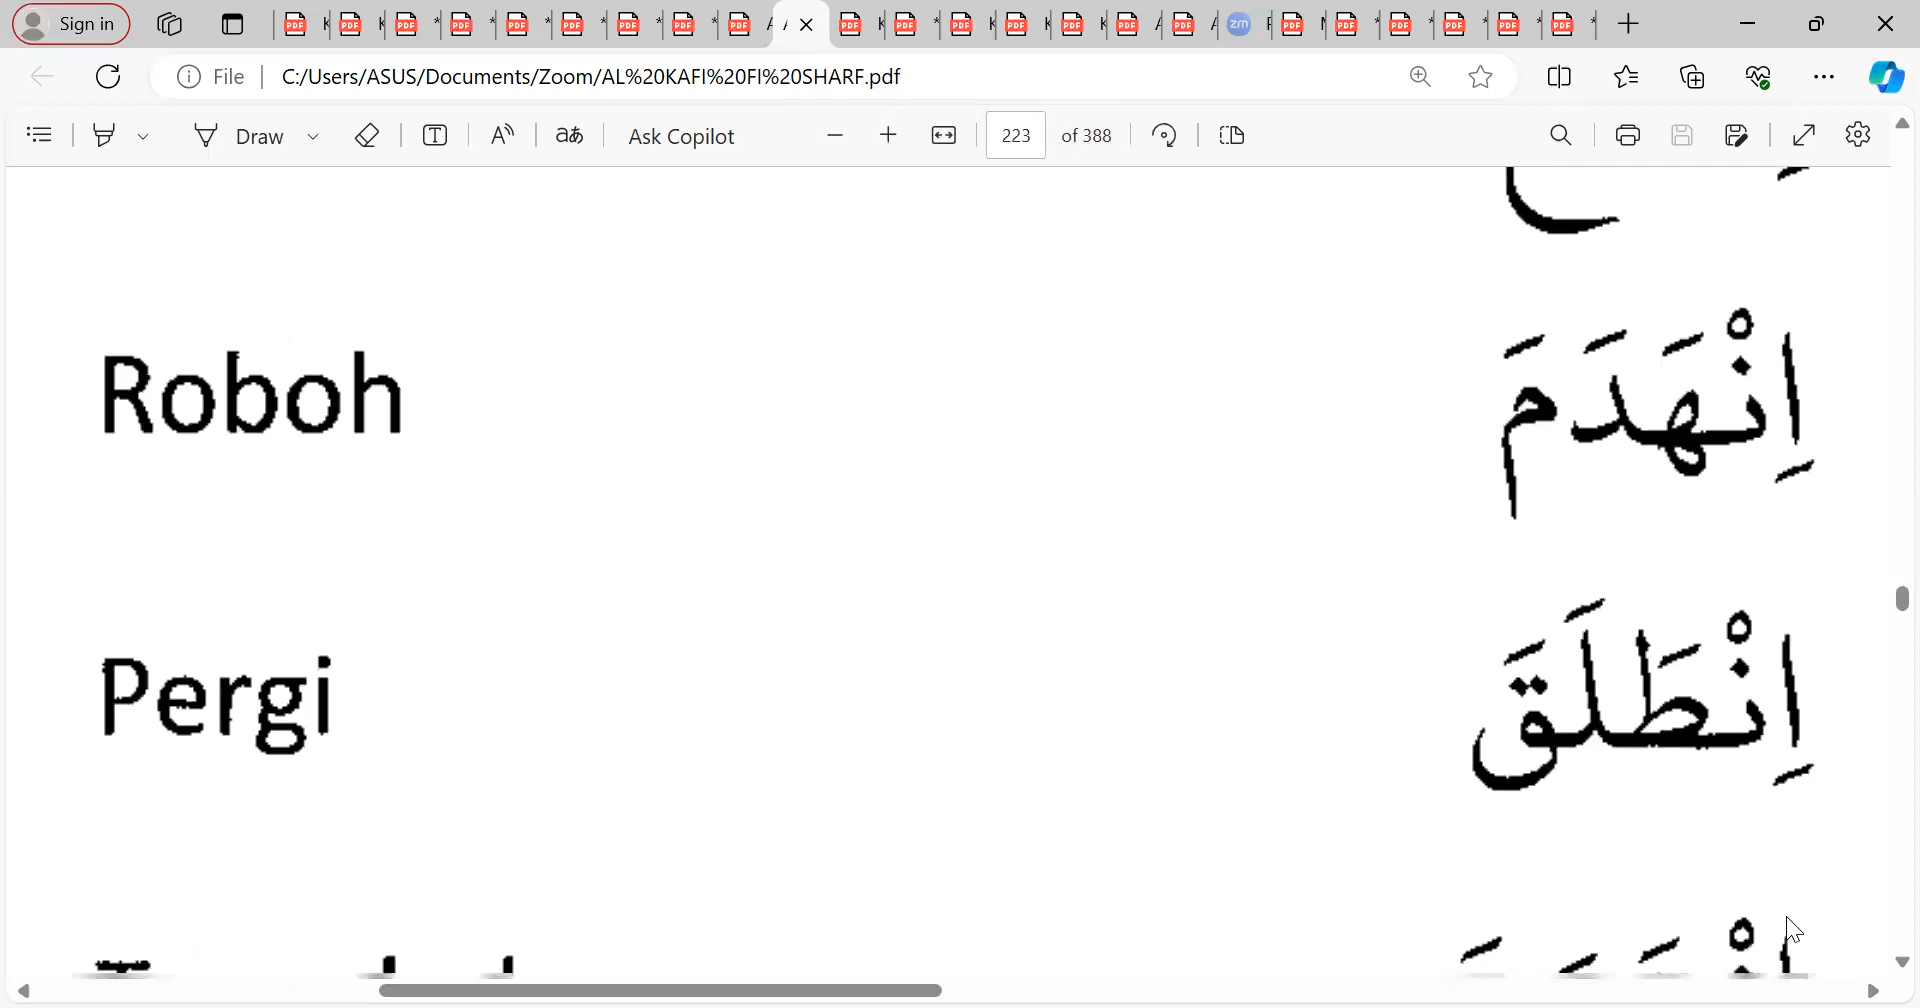 Sign in
File
C:/Users/ASUS/Documents/Zoom/AL%20KAFI%20FI%20SHARF.pdf
Draw
Ask Copilot
223 of 388
Roboh اِنْهَدَمَ
Pergi اِنْطَلَقَ